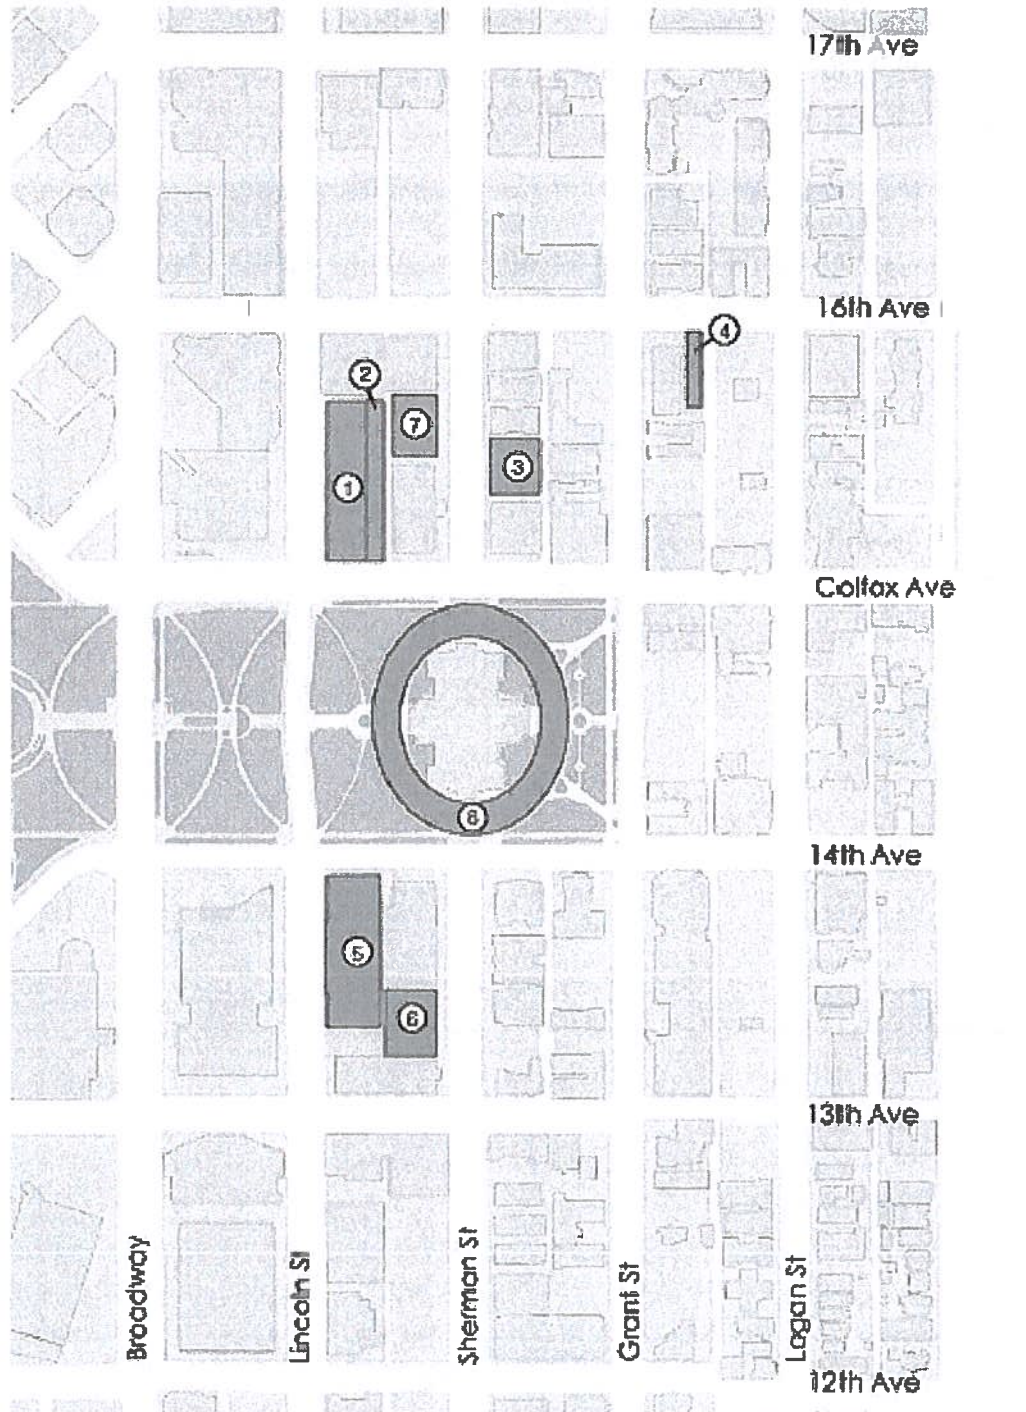 17th Ave
16th Ave
4
2
7
3
1
Colfax Ave
8
14th Ave
5
6
13th Ave
Broadway
Lincoln St
Sherman St
Grant St
Logan St
12th Ave